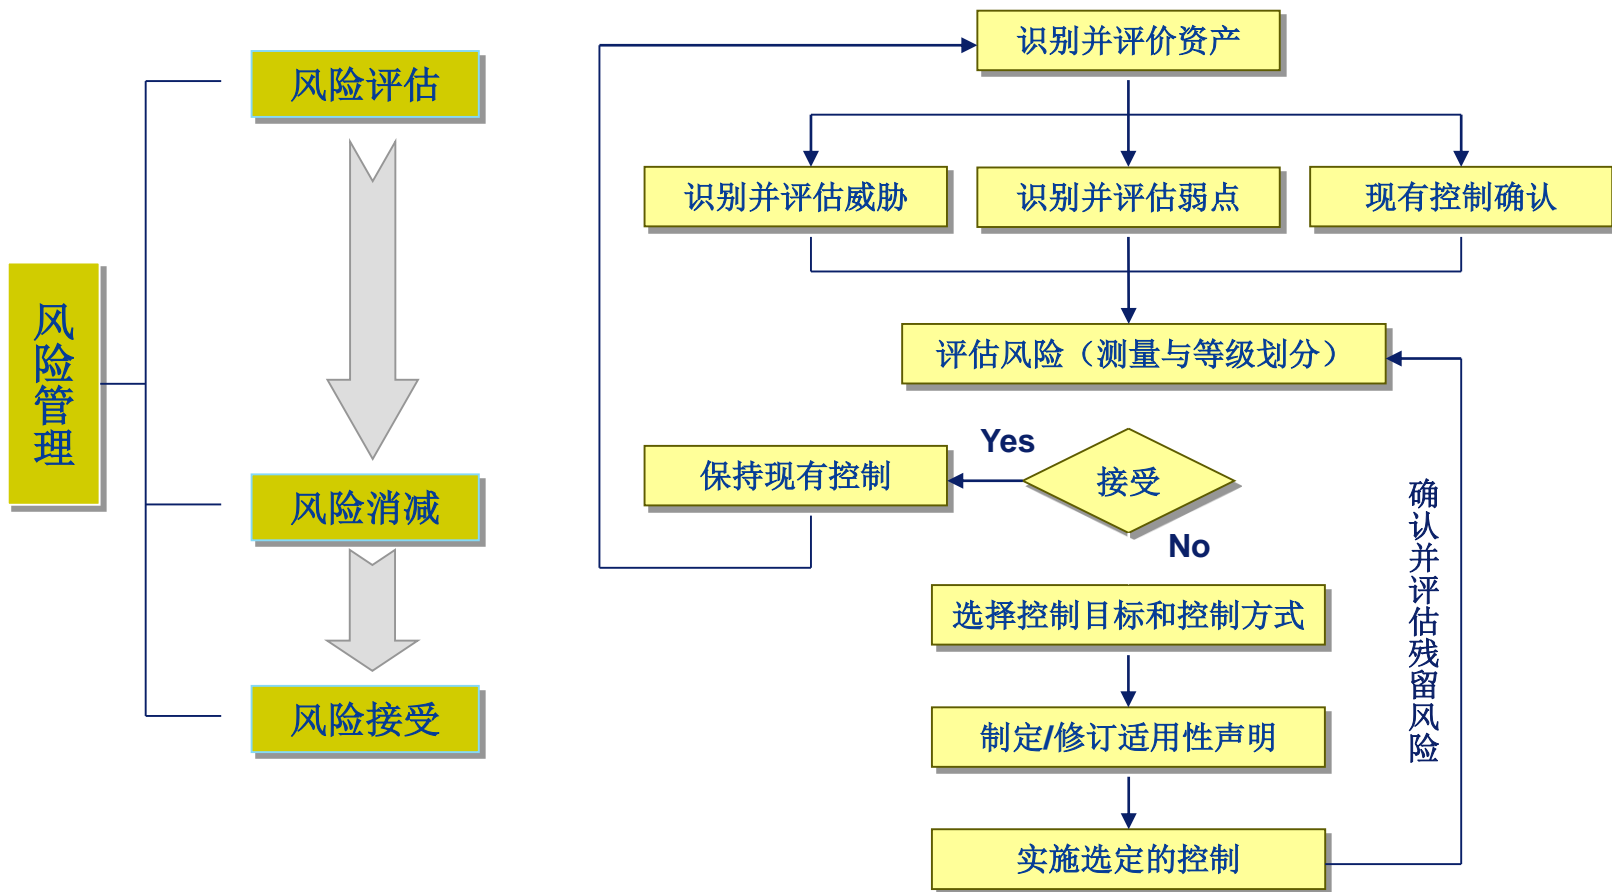 风险管理
风险评估
风险消减
风险接受
识别并评价资产
识别并评估威胁
识别并评估弱点
现有控制确认
评估风险（测量与等级划分）
Yes
保持现有控制
接受
No
选择控制目标和控制方式
制定/修订适用性声明
实施选定的控制
确认并评估残留风险